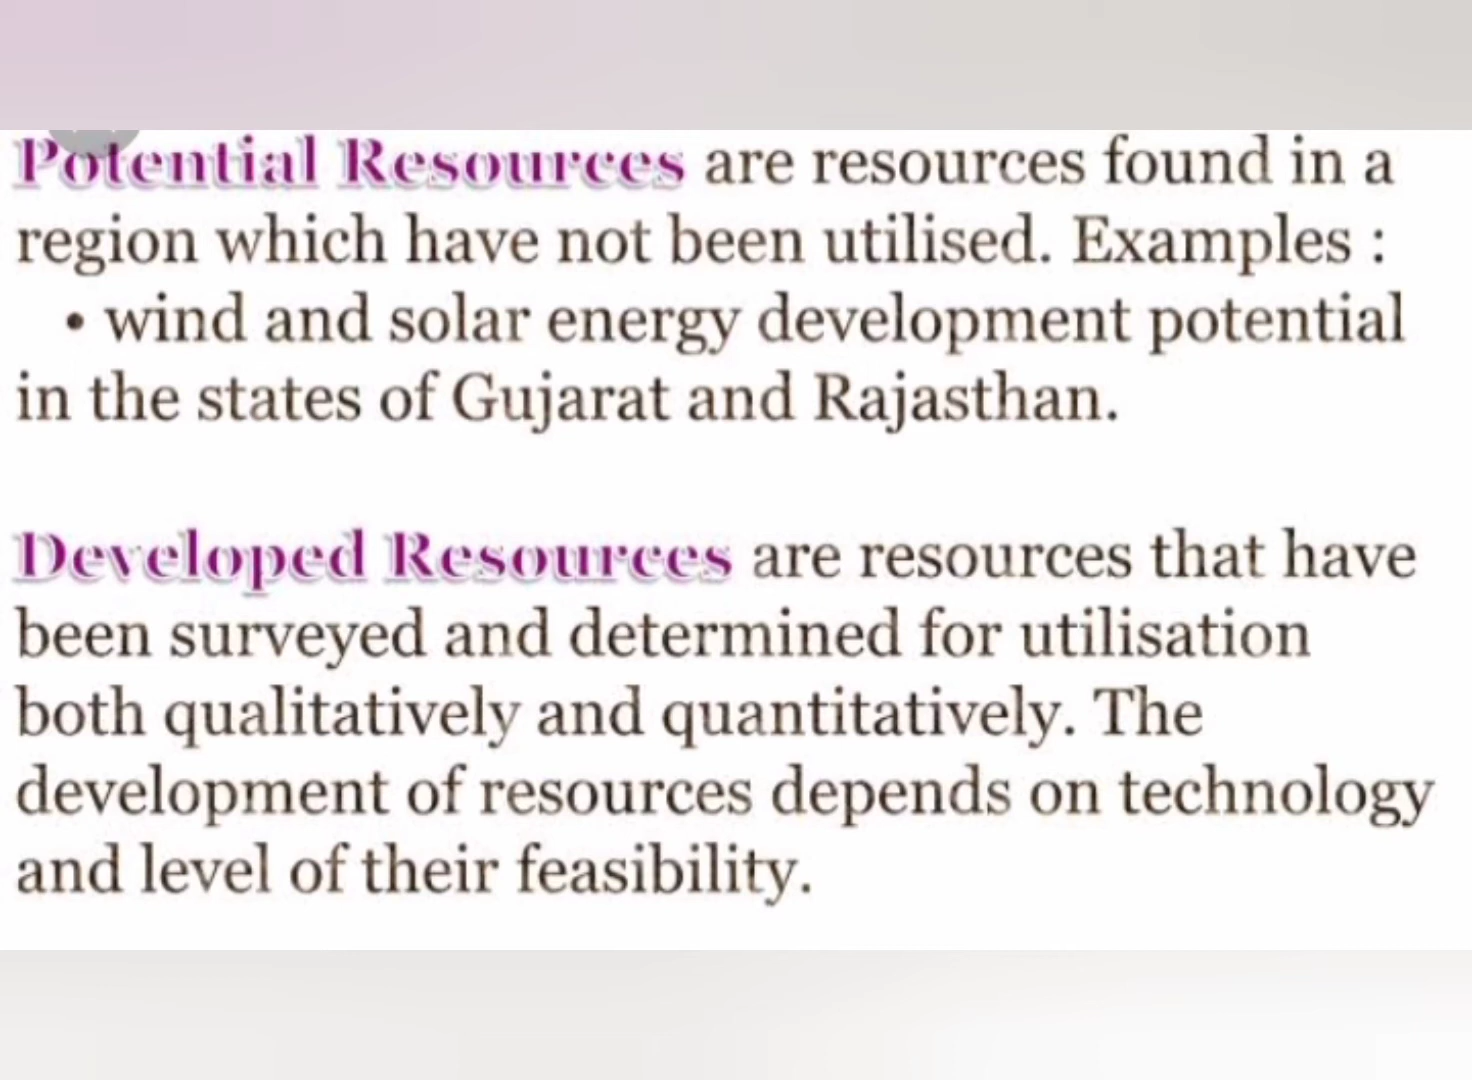 Potential Resources are resources found in a
region which have not been utilised. Examples :
• wind and solar energy development potential
in the states of Gujarat and Rajasthan.
Developed Resources are resources that have
been surveyed and determined for utilisation
both qualitatively and quantitatively. The
development of resources depends on technology
and level of their feasibility.